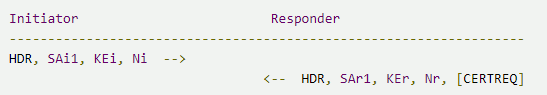 Initiator                         Responder
-------------------------------------------------------------------
HDR, SAi1, KEi, Ni  -->
                                <--  HDR, SAr1, KEr, Nr, [CERTREQ]